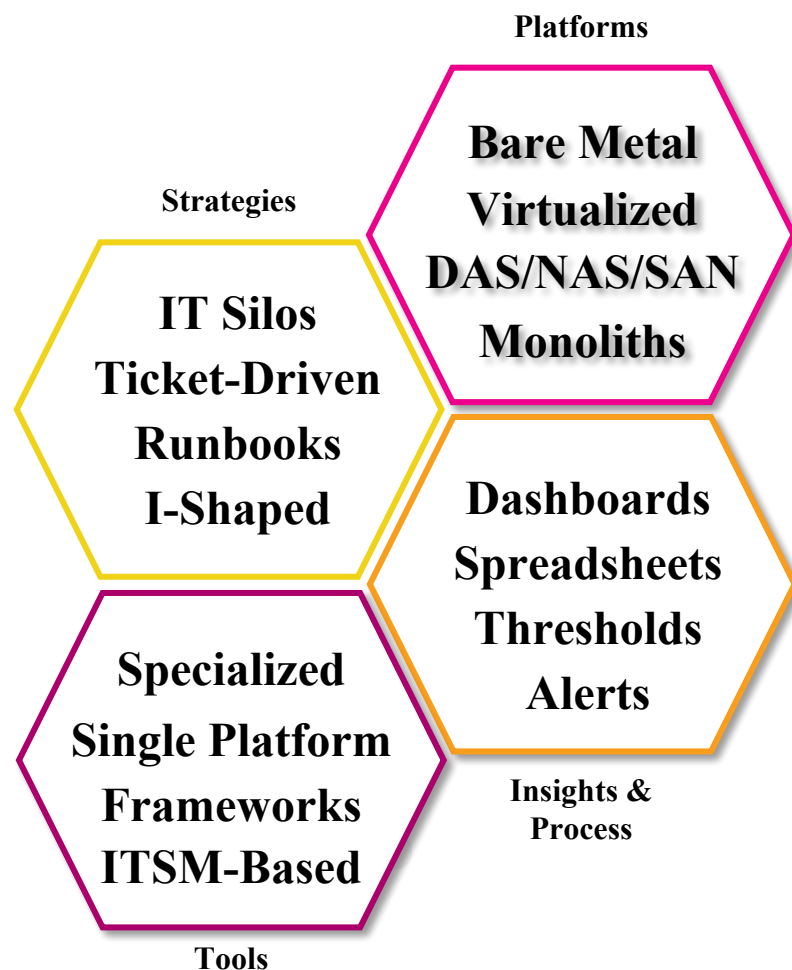 Platforms
Bare Metal
Virtualized
DAS/NAS/SAN
Monoliths
Strategies
IT Silos
Ticket-Driven
Runbooks
I-Shaped
Dashboards
Spreadsheets
Thresholds
Alerts
Insights &
Process
Specialized
Single Platform
Frameworks
ITSM-Based
Tools